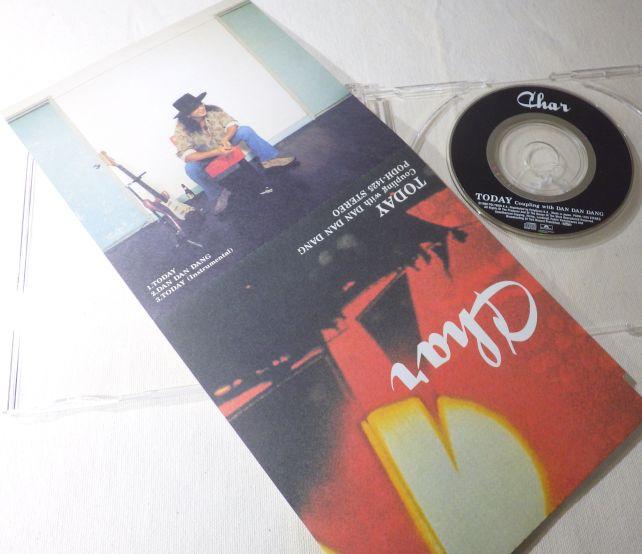 1.TODAY
2.DAN DAN DANG
3.TODAY (Instrumental)
TODAY
Coupling with DAN DAN DANG
PODH-1425 STEREO
Char
Char
TODAY Coupling with DAN DAN DANG